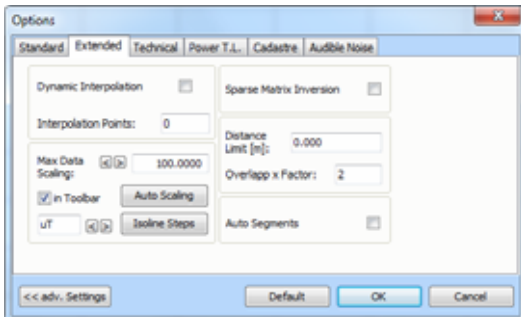 Options
Standard Extended Technical Power T.L. Cadastre Audible Noise
Dynamic Interpolation
Interpolation Points: 0
Sparse Matrix Inversion
Max Data Scaling: < > 100.0000
in Toolbar Auto Scaling
uT < > Isoline Steps
Distance Limit [m]: 0.000
Overlapp x Factor: 2
Auto Segments
<< adv. Settings Default OK Cancel